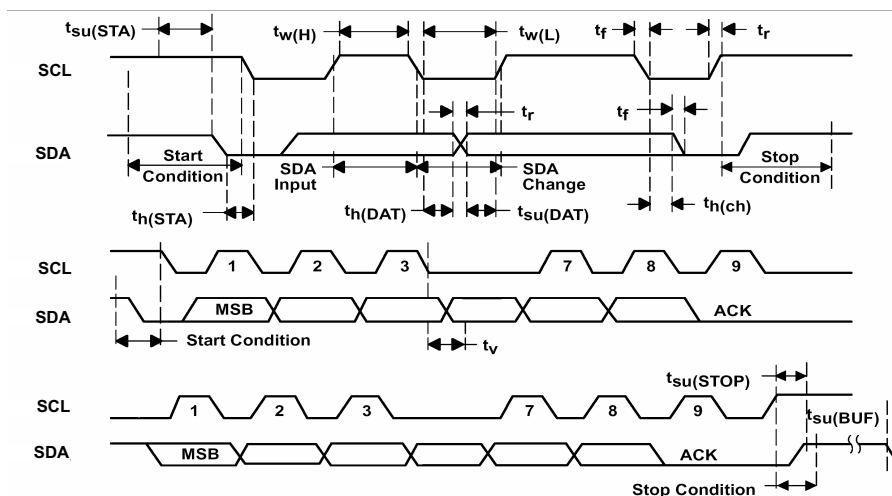 tsu(STA) tw(H) tw(L) tf tr
SCL
tr tf
SDA
Start Condition
SDA Input
SDA Change
Stop Condition
th(STA) th(DAT) tsu(DAT) th(ch)
SCL 1 2 3 7 8 9
SDA MSB ACK
Start Condition tv
tsu(STOP)
SCL 1 2 3 7 8 9
tsu(BUF)
SDA MSB ACK
Stop Condition